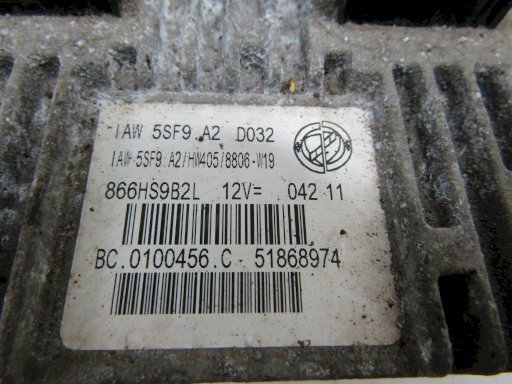 IAW 5SF9.A2 D032
IAW 5SF9.A2/HW405/8806-W19
866HS9B2L 12V= 042 11
BC.0100456.C-51868974